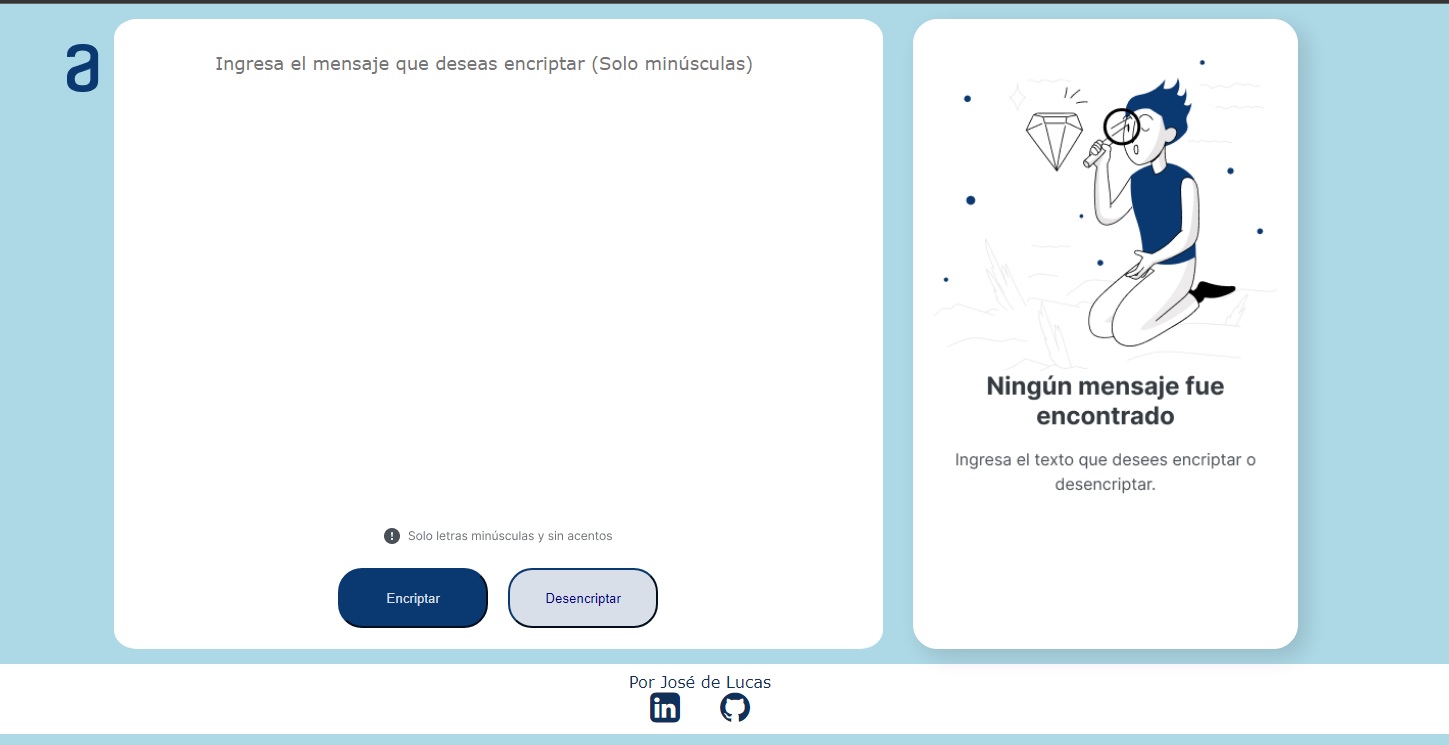 a
Ingresa el mensaje que deseas encriptar (Solo minúsculas)
Solo letras minúsculas y sin acentos
Encriptar
Desencriptar
Ningún mensaje fue
encontrado
Ingresa el texto que desees encriptar o
desencriptar.
Por José de Lucas
in